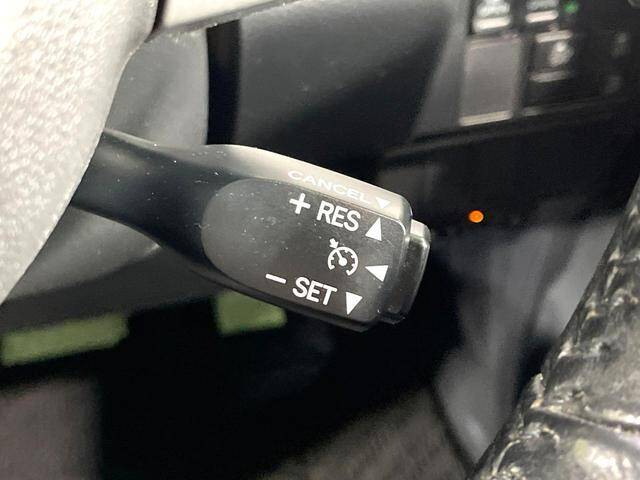 CANCEL ▼
+ RES ▲
− SET ▼